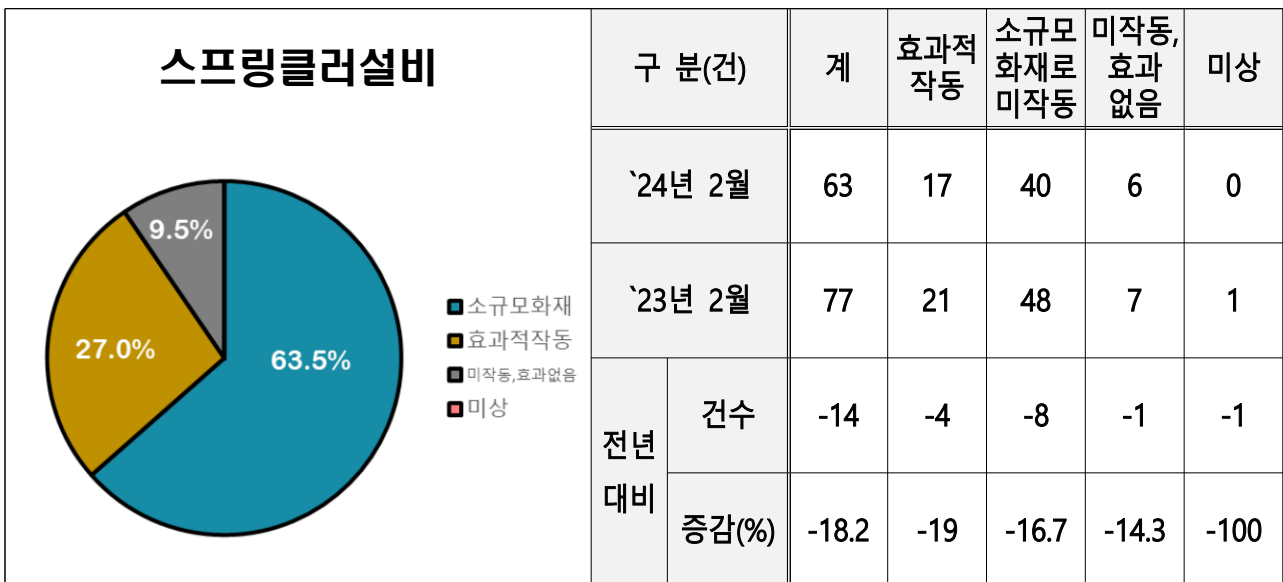 스프링클러설비
63.5%
27.0%
9.5%
소규모화재
효과적작동
미작동,효과없음
미상
구 분(건) 계 효과적 작동 소규모 화재로 미작동 미작동, 효과 없음 미상
`24년 2월 63 17 40 6 0
`23년 2월 77 21 48 7 1
전년 대비 건수 -14 -4 -8 -1 -1
증감(%) -18.2 -19 -16.7 -14.3 -100